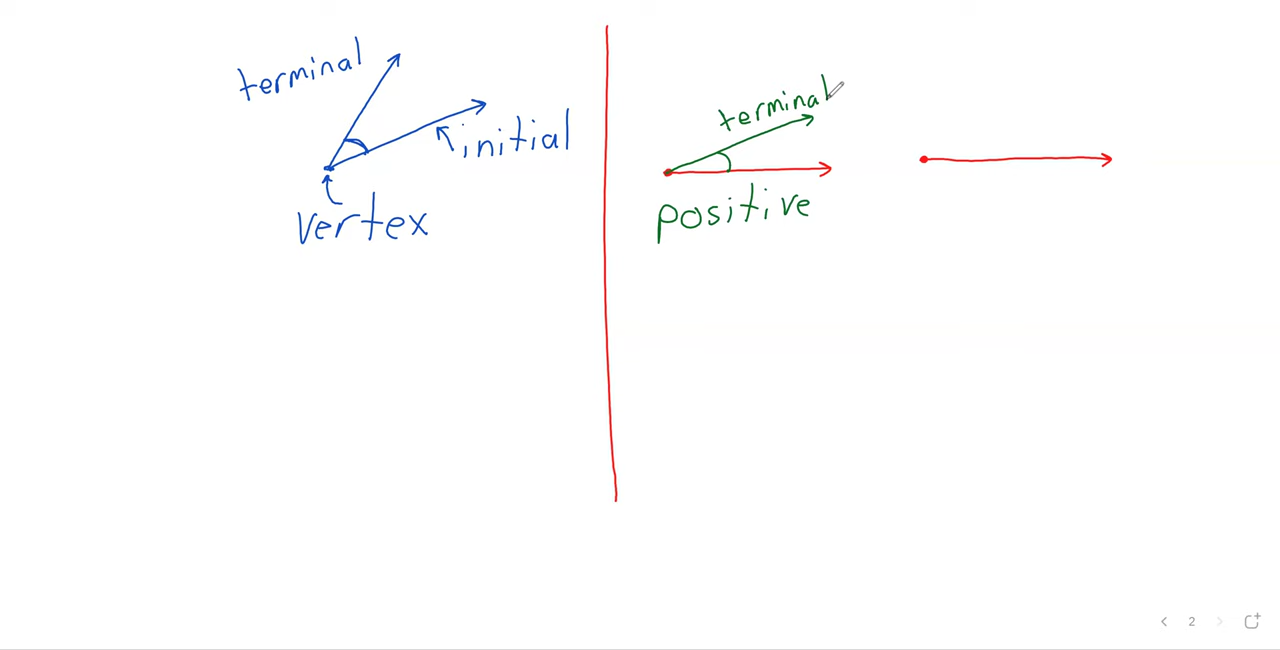 terminal
initial
vertex
terminal
positive
2